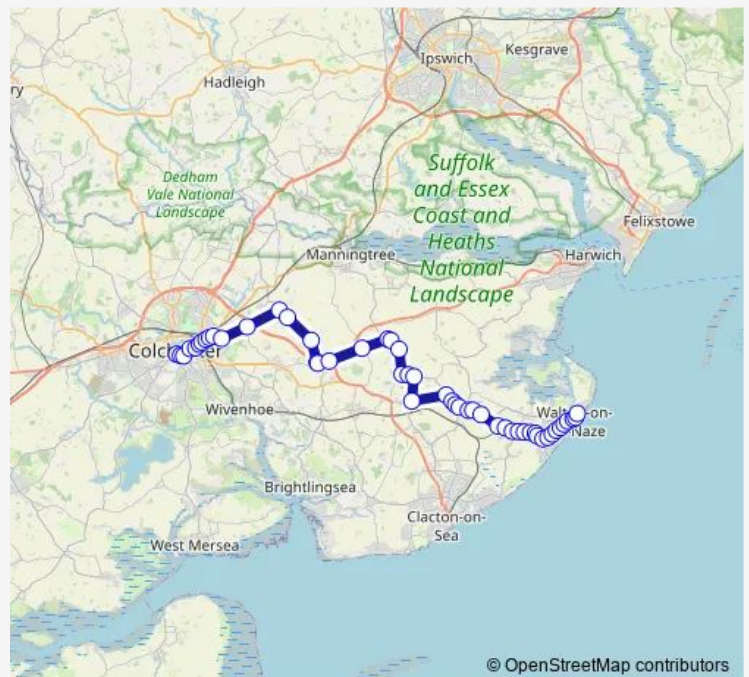 Ipswich
Kesgrave
ry
Hadleigh
Dedham
Vale National
Landscape
Suffolk
and Essex
Coast and
Heaths
National
Landscape
Felixstowe
Manningtree
Harwich
Colchester
Wivenhoe
Walton-on-
Naze
Brightlingsea
Clacton-on-
Sea
West Mersea
© OpenStreetMap contributors